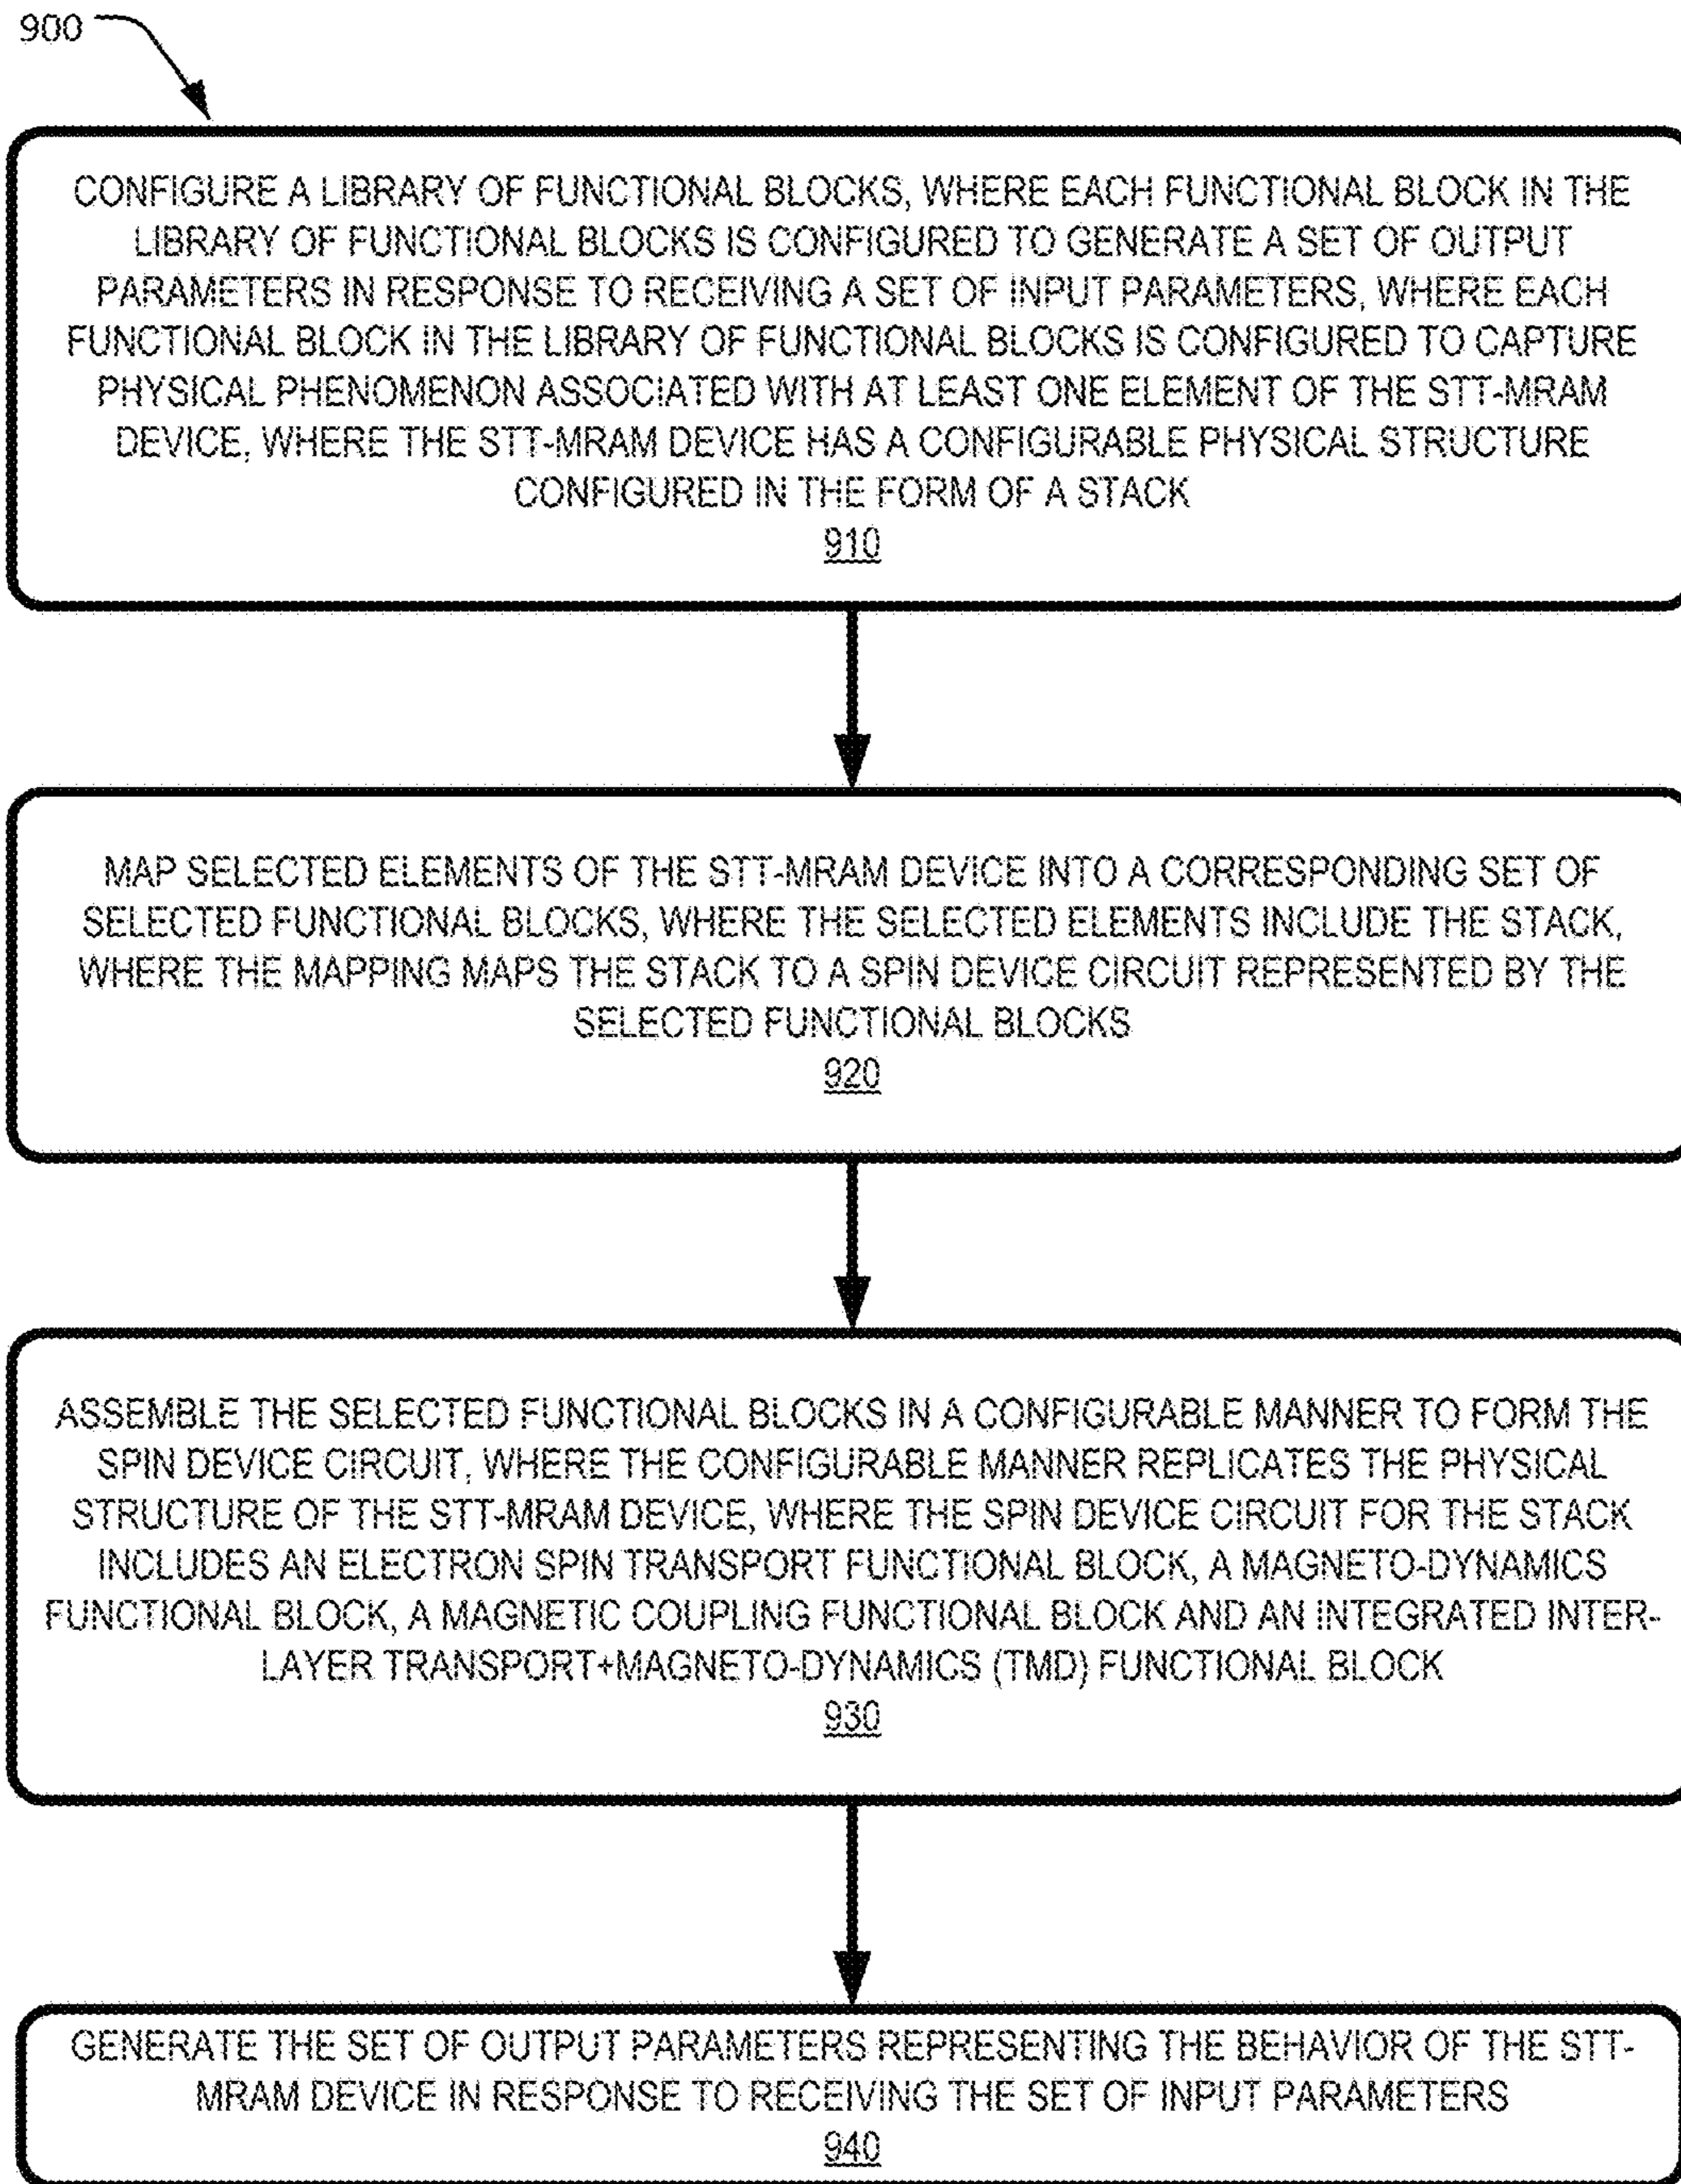 900
CONFIGURE A LIBRARY OF FUNCTIONAL BLOCKS, WHERE EACH FUNCTIONAL BLOCK IN THE
LIBRARY OF FUNCTIONAL BLOCKS IS CONFIGURED TO GENERATE A SET OF OUTPUT
PARAMETERS IN RESPONSE TO RECEIVING A SET OF INPUT PARAMETERS, WHERE EACH
FUNCTIONAL BLOCK IN THE LIBRARY OF FUNCTIONAL BLOCKS IS CONFIGURED TO CAPTURE
PHYSICAL PHENOMENON ASSOCIATED WITH AT LEAST ONE ELEMENT OF THE STT-MRAM
DEVICE, WHERE THE STT-MRAM DEVICE HAS A CONFIGURABLE PHYSICAL STRUCTURE
CONFIGURED IN THE FORM OF A STACK
910
MAP SELECTED ELEMENTS OF THE STT-MRAM DEVICE INTO A CORRESPONDING SET OF
SELECTED FUNCTIONAL BLOCKS, WHERE THE SELECTED ELEMENTS INCLUDE THE STACK,
WHERE THE MAPPING MAPS THE STACK TO A SPIN DEVICE CIRCUIT REPRESENTED BY THE
SELECTED FUNCTIONAL BLOCKS
920
ASSEMBLE THE SELECTED FUNCTIONAL BLOCKS IN A CONFIGURABLE MANNER TO FORM THE
SPIN DEVICE CIRCUIT, WHERE THE CONFIGURABLE MANNER REPLICATES THE PHYSICAL
STRUCTURE OF THE STT-MRAM DEVICE, WHERE THE SPIN DEVICE CIRCUIT FOR THE STACK
INCLUDES AN ELECTRON SPIN TRANSPORT FUNCTIONAL BLOCK, A MAGNETO-DYNAMICS
FUNCTIONAL BLOCK, A MAGNETIC COUPLING FUNCTIONAL BLOCK AND AN INTEGRATED INTER-
LAYER TRANSPORT+MAGNETO-DYNAMICS (TMD) FUNCTIONAL BLOCK
930
GENERATE THE SET OF OUTPUT PARAMETERS REPRESENTING THE BEHAVIOR OF THE STT-
MRAM DEVICE IN RESPONSE TO RECEIVING THE SET OF INPUT PARAMETERS
940